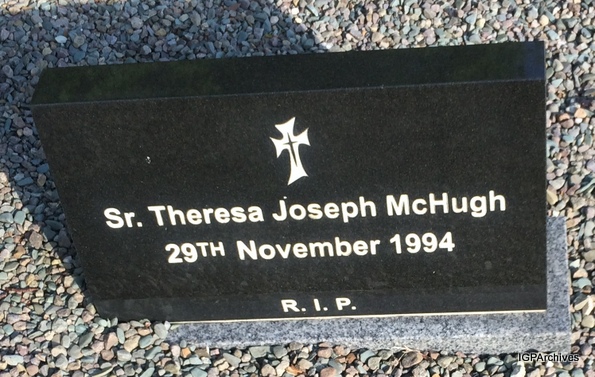 Sr. Theresa Joseph McHugh
29TH November 1994
R. I. P.
IGPArchives